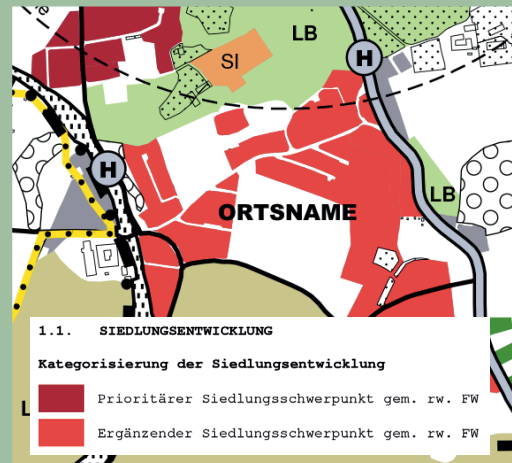 LB
SI
H
H
LB
ORTSNAME
1.1. SIEDLUNGSENTWICKLUNG
Kategorisierung der Siedlungsentwicklung
Prioritärer Siedlungsschwerpunkt gem. rw. FW
Ergänzender Siedlungsschwerpunkt gem. rw. FW